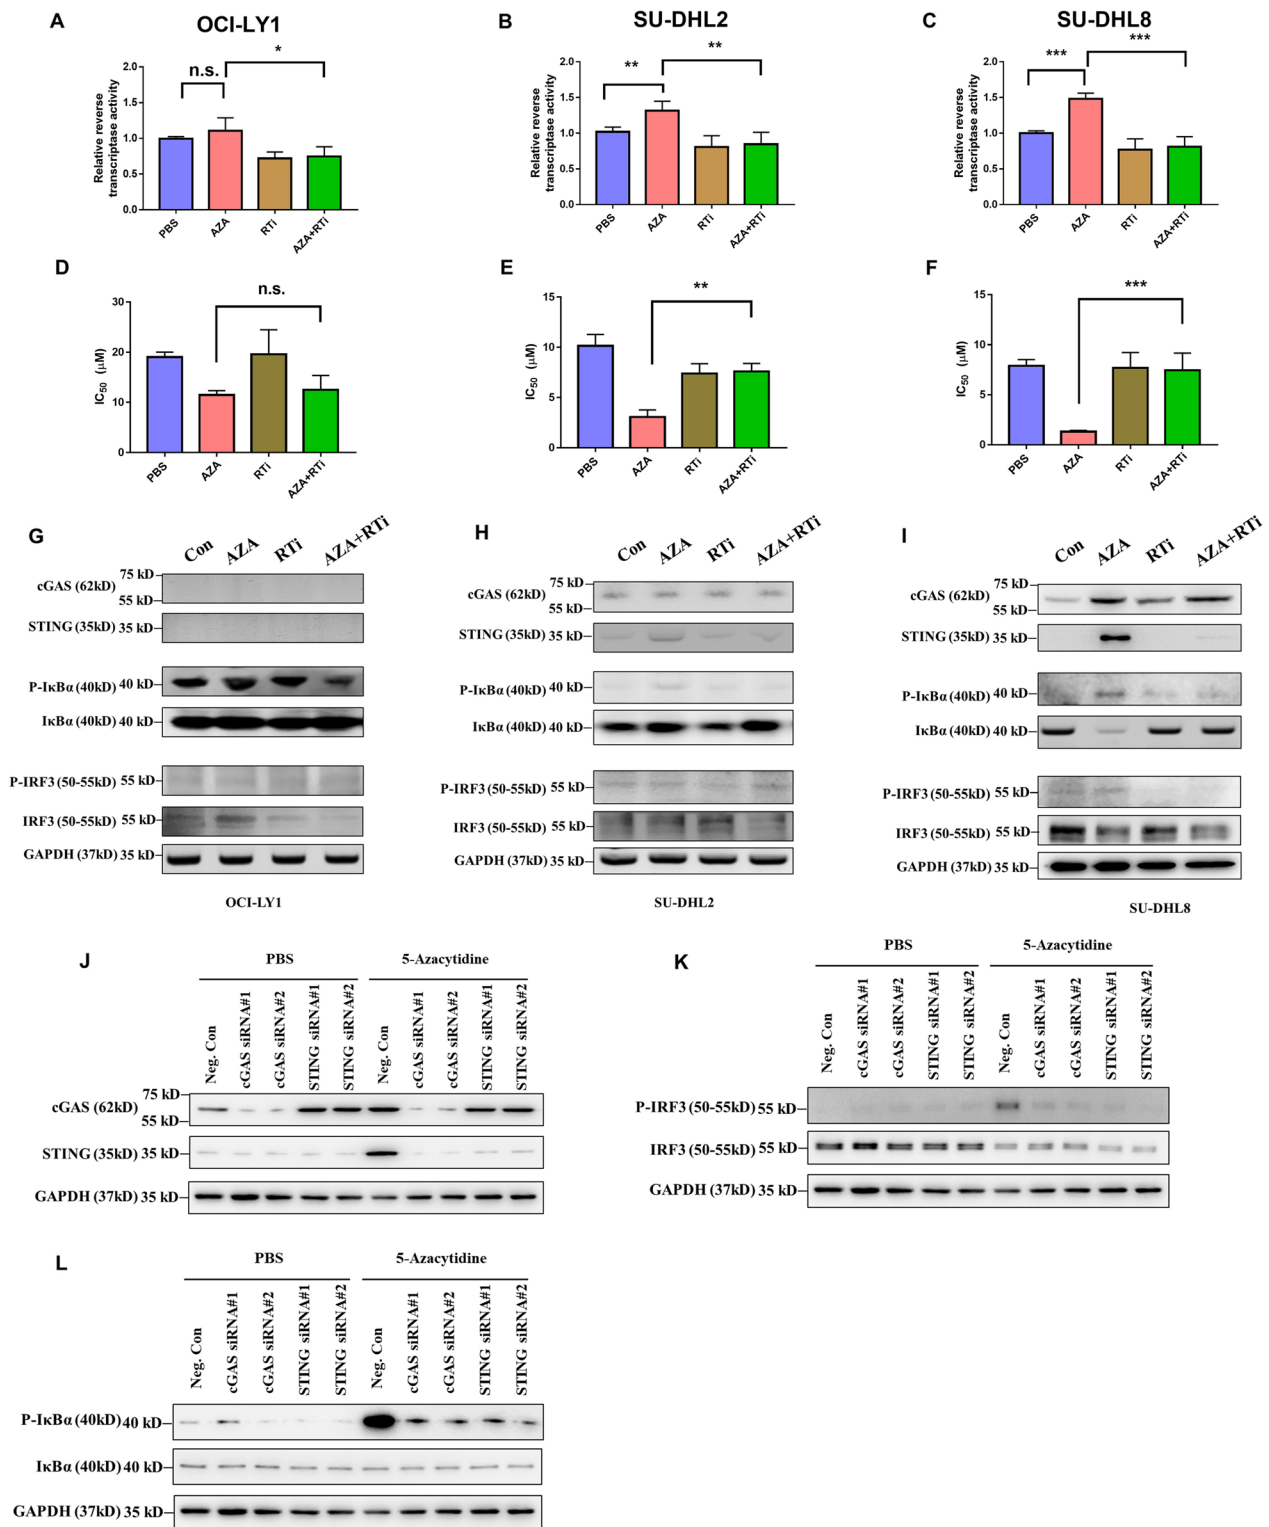 A OCI-LY1
Relative reverse
transcriptase activity
2.0
1.5
1.0
0.5
0.0
n.s.
*
PBS AZA RTi AZA+RTi
B SU-DHL2
Relative reverse
transcriptase activity
2.0
1.5
1.0
0.5
0.0
**
**
PBS AZA RTi AZA+RTi
C SU-DHL8
Relative reverse
transcriptase activity
2.0
1.5
1.0
0.5
0.0
***
***
PBS AZA RTi AZA+RTi
D
IC50 (μM)
30
20
10
0
n.s.
PBS AZA RTi AZA+RTi
E
IC50 (μM)
15
10
5
0
**
PBS AZA RTi AZA+RTi
F
IC50 (μM)
15
10
5
0
***
PBS AZA RTi AZA+RTi
G
Con AZA RTi AZA+RTi
75 kD
cGAS (62kD)
55 kD
STING (35kD) 35 kD
P-IκBα (40kD) 40 kD
IκBα (40kD) 40 kD
P-IRF3 (50-55kD) 55 kD
IRF3 (50-55kD) 55 kD
GAPDH (37kD) 35 kD
OCI-LY1
H
Con AZA RTi AZA+RTi
75 kD
cGAS (62kD)
55 kD
STING (35kD) 35 kD
P-IκBα (40kD) 40 kD
IκBα (40kD) 40 kD
P-IRF3 (50-55kD) 55 kD
IRF3 (50-55kD) 55 kD
GAPDH (37kD) 35 kD
SU-DHL2
I
Con AZA RTi AZA+RTi
75 kD
cGAS (62kD)
55 kD
STING (35kD) 35 kD
P-IκBα (40kD) 40 kD
IκBα (40kD) 40 kD
P-IRF3 (50-55kD) 55 kD
IRF3 (50-55kD) 55 kD
GAPDH (37kD) 35 kD
SU-DHL8
J
PBS 5-Azacytidine
Neg. Con cGAS siRNA#1 cGAS siRNA#2 STING siRNA#1 STING siRNA#2 Neg. Con cGAS siRNA#1 cGAS siRNA#2 STING siRNA#1 STING siRNA#2
75 kD
cGAS (62kD)
55 kD
STING (35kD) 35 kD
GAPDH (37kD) 35 kD
K
PBS 5-Azacytidine
Neg. Con cGAS siRNA#1 cGAS siRNA#2 STING siRNA#1 STING siRNA#2 Neg. Con cGAS siRNA#1 cGAS siRNA#2 STING siRNA#1 STING siRNA#2
P-IRF3 (50-55kD) 55 kD
IRF3 (50-55kD) 55 kD
GAPDH (37kD) 35 kD
L
PBS 5-Azacytidine
Neg. Con cGAS siRNA#1 cGAS siRNA#2 STING siRNA#1 STING siRNA#2 Neg. Con cGAS siRNA#1 cGAS siRNA#2 STING siRNA#1 STING siRNA#2
P-IκBα (40kD) 40 kD
IκBα (40kD) 40 kD
GAPDH (37kD) 35 kD